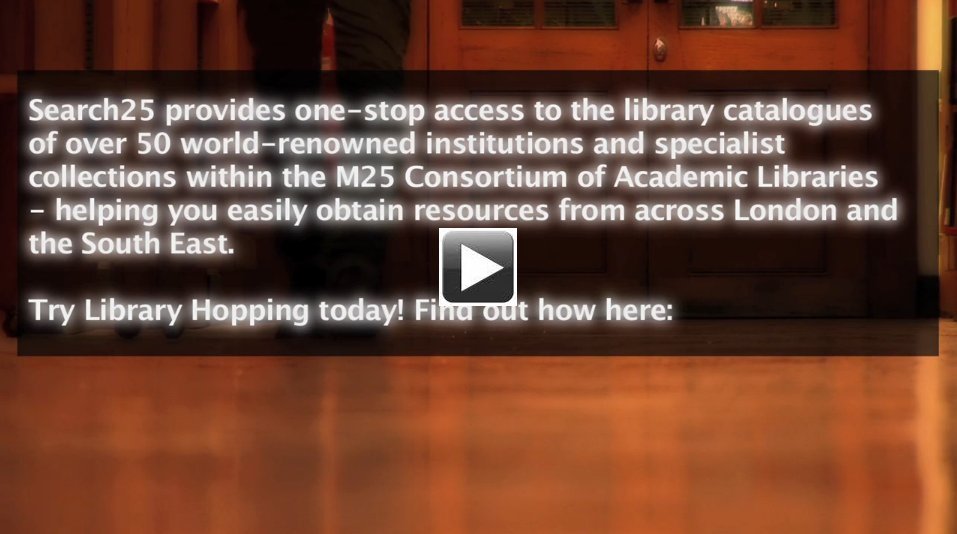 Search25 provides one-stop access to the library catalogues
of over 50 world-renowned institutions and specialist
collections within the M25 Consortium of Academic Libraries
- helping you easily obtain resources from across London and
the South East.
Try Library Hopping today! Find out how here: